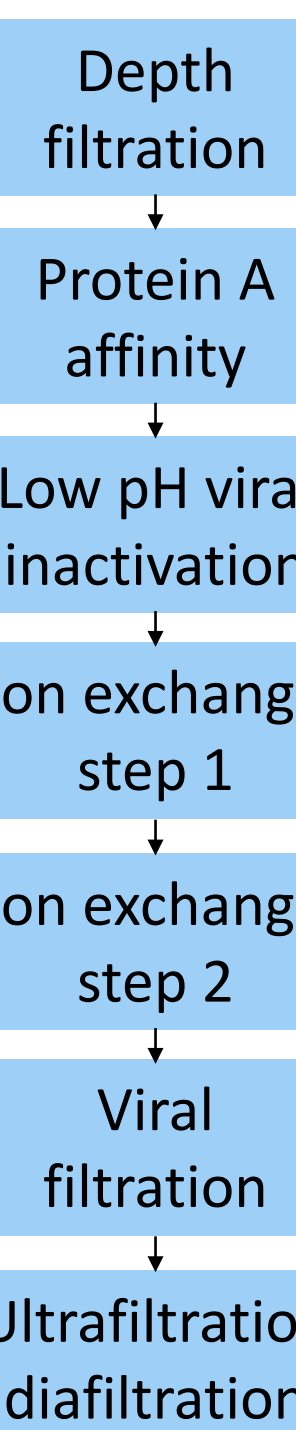 Depth
filtration
Protein A
affinity
Low pH vira
inactivation
on exchang
step 1
on exchang
step 2
Viral
filtration
Ultrafiltratio
diafiltration